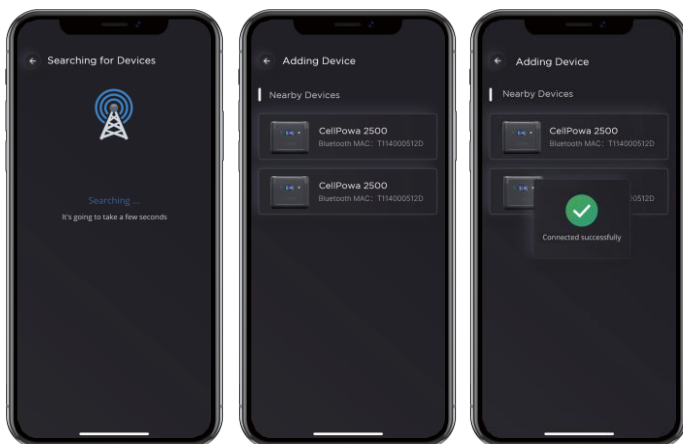 Searching for Devices
Searching ...
It's going to take a few seconds
Adding Device
Nearby Devices
CellPowa 2500
Bluetooth MAC: T114000512D
CellPowa 2500
Bluetooth MAC: T114000512D
Adding Device
Nearby Devices
CellPowa 2500
Bluetooth MAC: T114000512D
Connected successfully